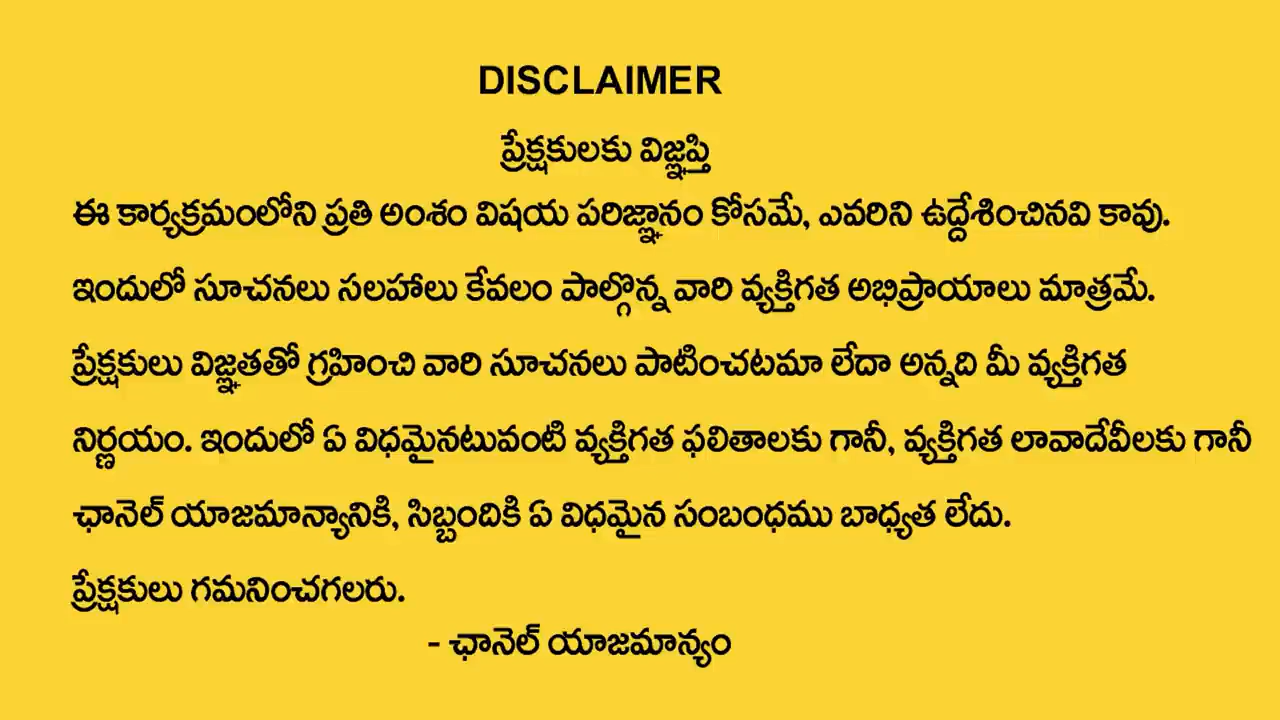 DISCLAIMER
ప్రేక్షకులకు విజ్ఞప్తి
ఈ కార్యక్రమంలోని ప్రతి అంశం విషయ పరిజ్ఞానం కోసమే, ఎవరిని ఉద్దేశించినవి కావు.
ఇందులో సూచనలు సలహాలు కేవలం పాల్గొన్న వారి వ్యక్తిగత అభిప్రాయాలు మాత్రమే.
ప్రేక్షకులు విజ్ఞతతో గ్రహించి వారి సూచనలు పాటించటమా లేదా అన్నది మీ వ్యక్తిగత
నిర్ణయం. ఇందులో ఏ విధమైనటువంటి వ్యక్తిగత ఫలితాలకు గానీ, వ్యక్తిగత లావాదేవీలకు గానీ
ఛానెల్ యాజమాన్యానికి, సిబ్బందికి ఏ విధమైన సంబంధము బాధ్యత లేదు.
ప్రేక్షకులు గమనించగలరు.
- ఛానెల్ యాజమాన్యం